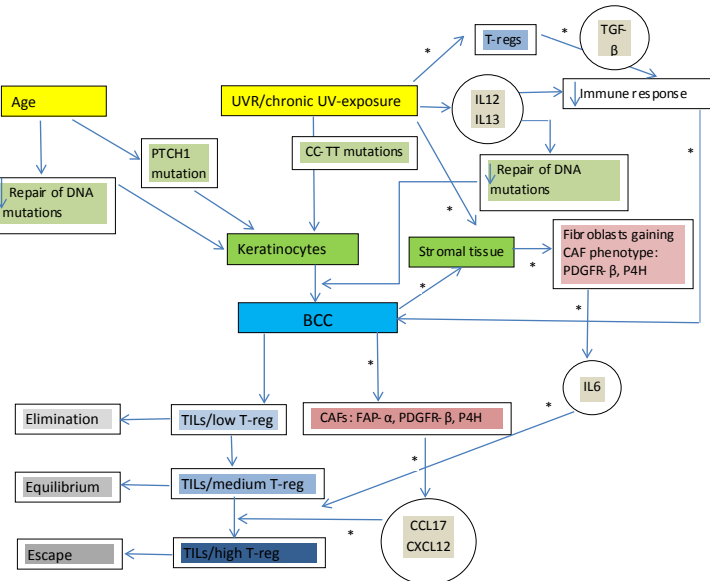 T-regs
*
*
TGF-
β
Age
UVR/chronic UV-exposure
IL12
IL13
Immune response
CC-TT mutations
PTCH1
mutation
*
Repair of DNA
mutations
Repair of DNA
mutations
*
Keratinocytes
Stromal tissue
*
Fibroblasts gaining
CAF phenotype:
PDGFR- β, P4H
*
BCC
*
*
IL6
Elimination
TILs/low T-reg
CAFs: FAP- α, PDGFR- β, P4H
*
*
Equilibrium
TILs/medium T-reg
CCL17
CXCL12
*
Escape
TILs/high T-reg